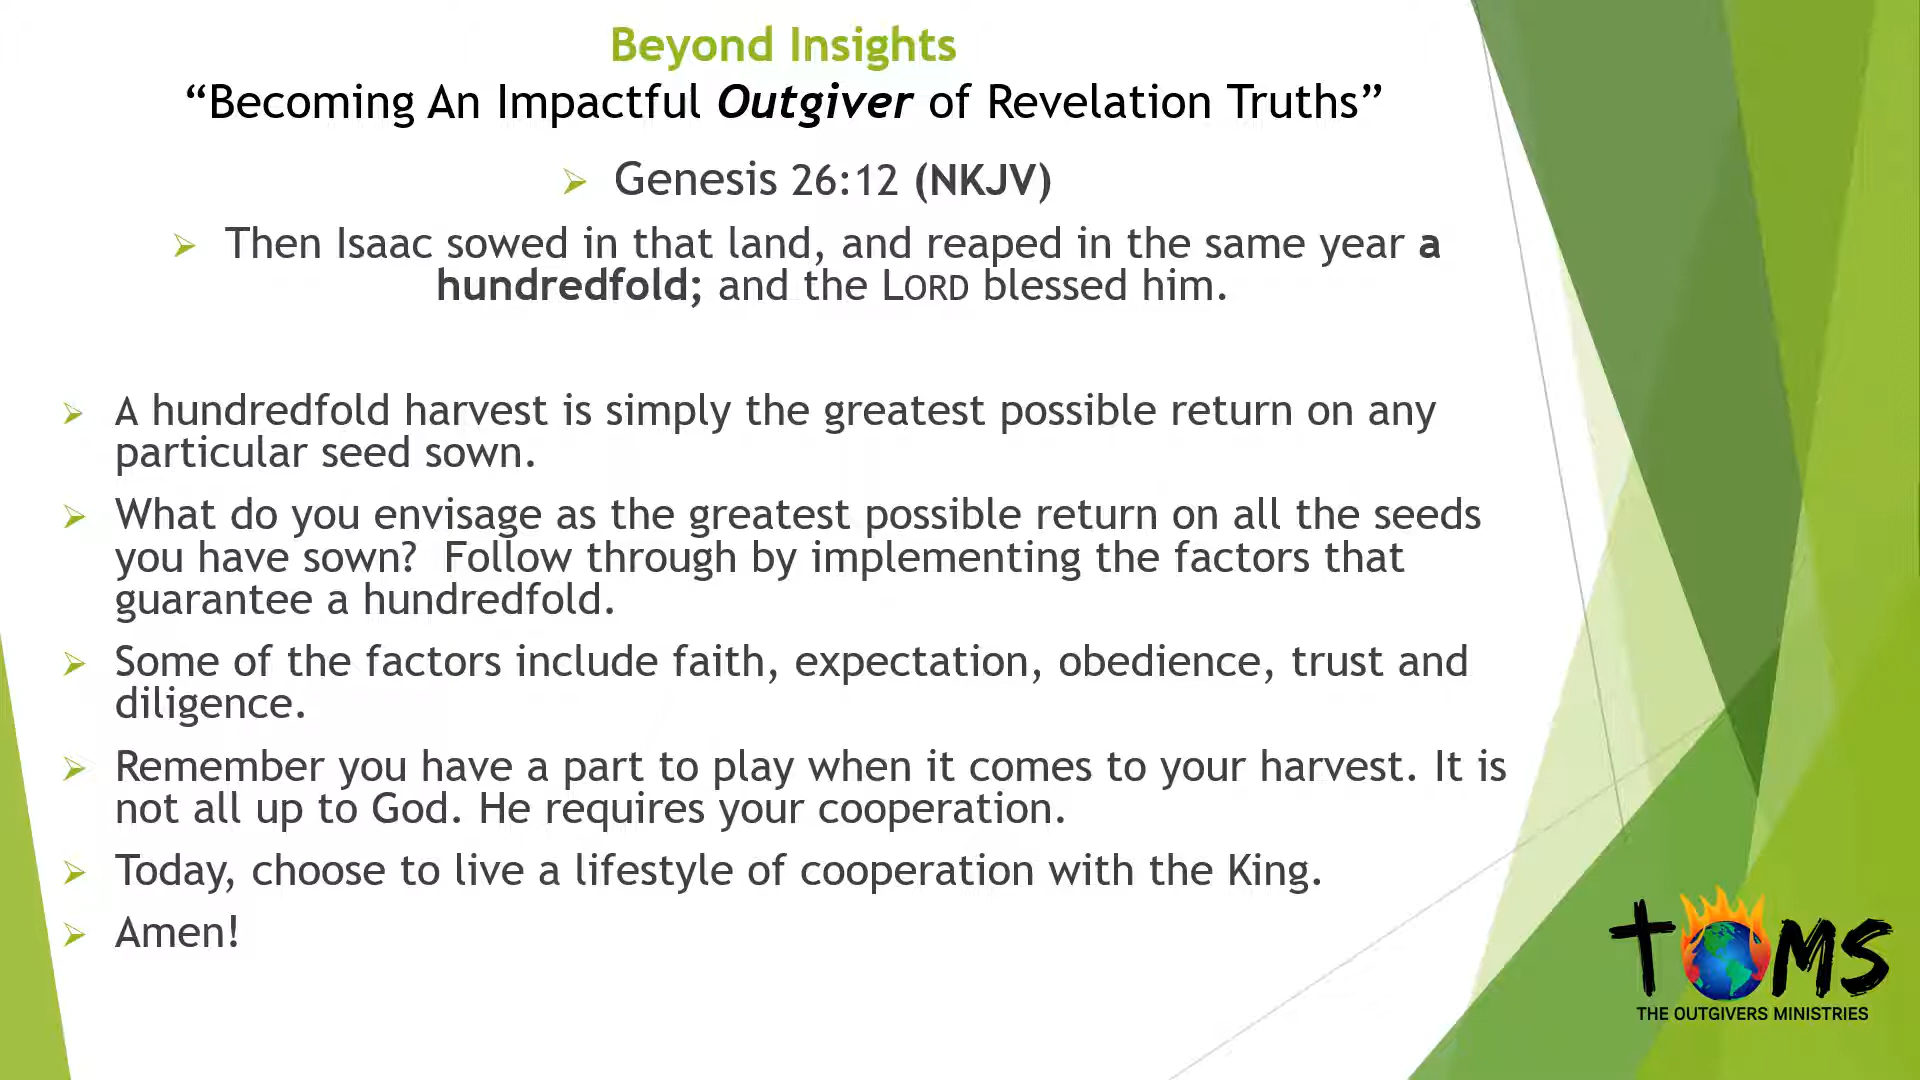 Beyond Insights
“Becoming An Impactful Outgiver of Revelation Truths”
➢ Genesis 26:12 (NKJV)
➢ Then Isaac sowed in that land, and reaped in the same year a
hundredfold; and the LORD blessed him.
➢ A hundredfold harvest is simply the greatest possible return on any
particular seed sown.
➢ What do you envisage as the greatest possible return on all the seeds
you have sown?  Follow through by implementing the factors that
guarantee a hundredfold.
➢ Some of the factors include faith, expectation, obedience, trust and
diligence.
➢ Remember you have a part to play when it comes to your harvest. It is
not all up to God. He requires your cooperation.
➢ Today, choose to live a lifestyle of cooperation with the King.
➢ Amen!
TOMS
THE OUTGIVERS MINISTRIES